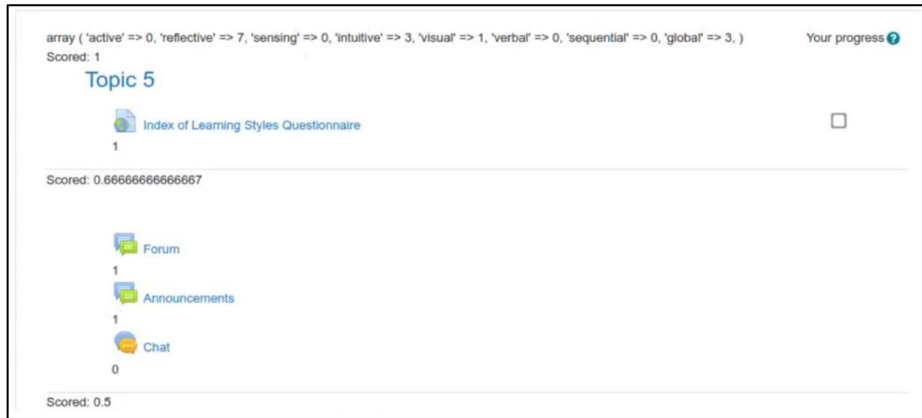 array ( 'active' => 0, 'reflective' => 7, 'sensing' => 0, 'intuitive' => 3, 'visual' => 1, 'verbal' => 0, 'sequential' => 0, 'global' => 3, ) Your progress
Scored: 1
Topic 5
Index of Learning Styles Questionnaire
1
Scored: 0.66666666666667
Forum
1
Announcements
1
Chat
0
Scored: 0.5